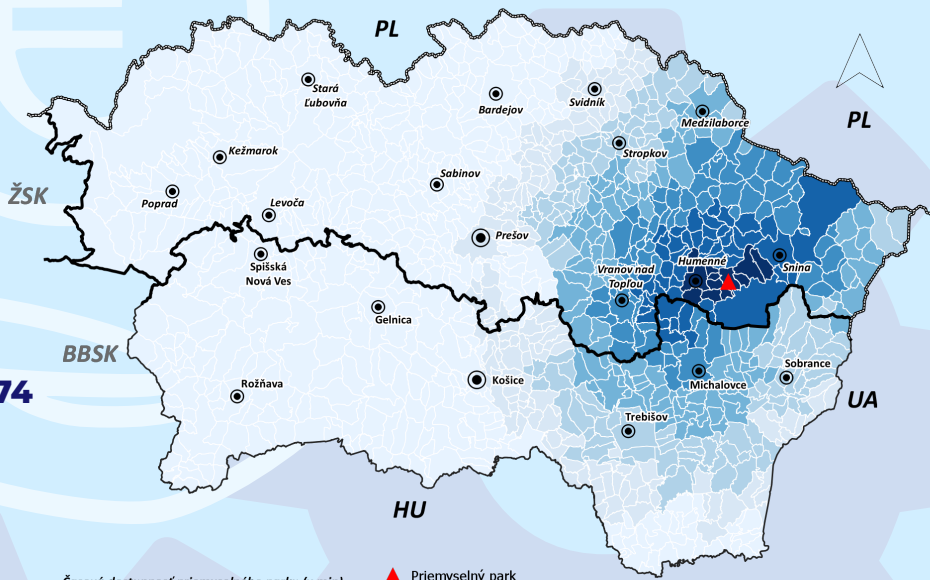 PL
Stará
Ľubovňa
Bardejov
Svidník
Medzilaborce
PL
Kežmarok
Stropkov
Sabinov
ŽSK
Poprad
Levoča
Prešov
Spišská
Nová Ves
Humenné
Snina
Vranov nad
Topľou
Gelnica
BBSK
Rožňava
Košice
Michalovce
Sobrance
74
UA
Trebišov
HU
Priemyselný park